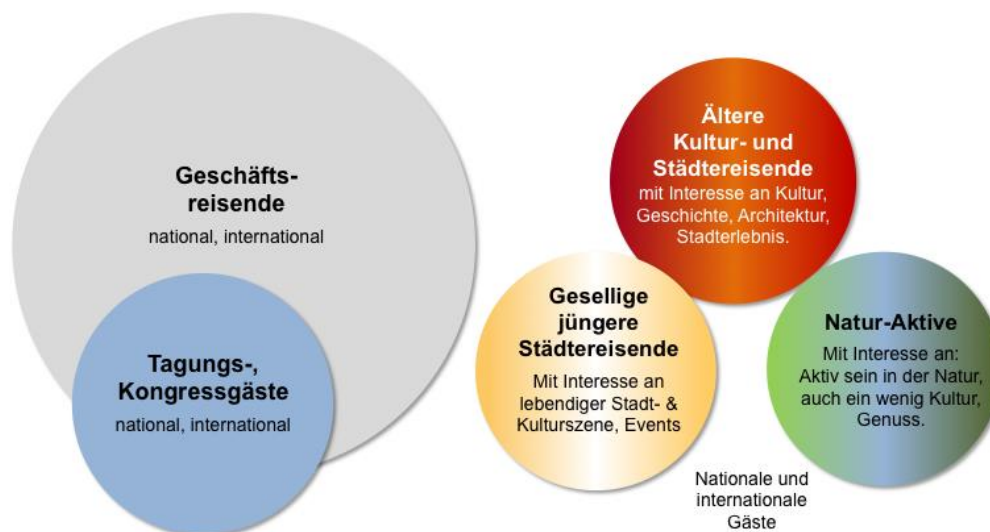 Geschäfts-
reisende
national, international
Tagungs-,
Kongressgäste
national, international
Ältere
Kultur- und
Städtereisende
mit Interesse an Kultur,
Geschichte, Architektur,
Stadterlebnis.
Gesellige
jüngere
Städtereisende
Mit Interesse an
lebendiger Stadt- &
Kulturszene, Events
Natur-Aktive
Mit Interesse an:
Aktiv sein in der Natur,
auch ein wenig Kultur,
Genuss.
Nationale und
internationale
Gäste